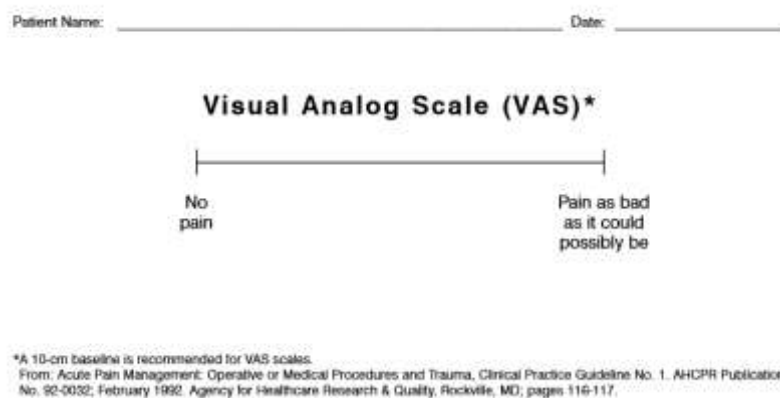 Patient Name: Date:
Visual Analog Scale (VAS)*
No
pain
Pain as bad
as it could
possibly be
*A 10-cm baseline is recommended for VAS scales.
From: Acute Pain Management: Operative or Medical Procedures and Trauma, Clinical Practice Guideline No. 1. AHCPR Publication
No. 92-0032; February 1992. Agency for Healthcare Research & Quality, Rockville, MD; pages 116-117.